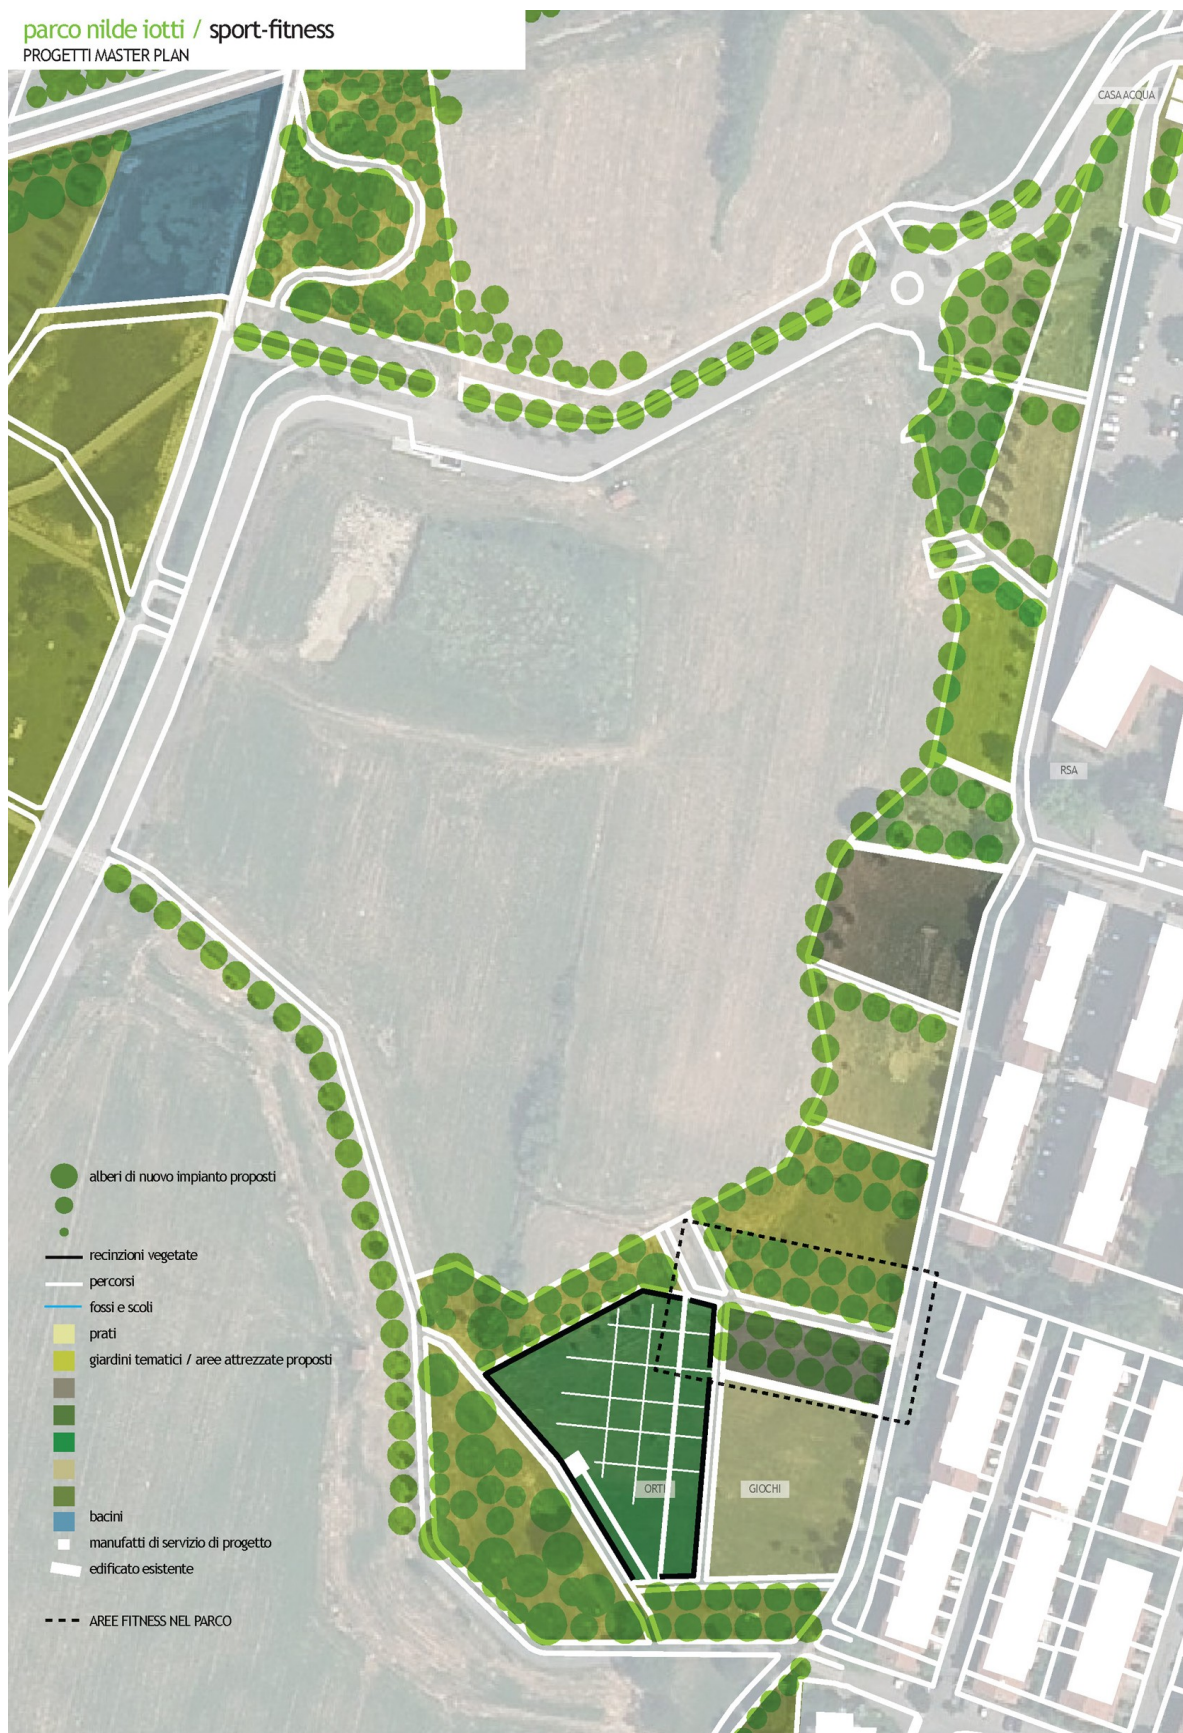 parco nilde iotti / sport-fitness
PROGETTI MASTER PLAN
CASA ACQUA
RSA
alberi di nuovo impianto proposti
recinzioni vegetate
percorsi
fossi e scoli
prati
giardini tematici / aree attrezzate proposti
ORTI
GIOCHI
bacini
manufatti di servizio di progetto
edificato esistente
AREE FITNESS NEL PARCO